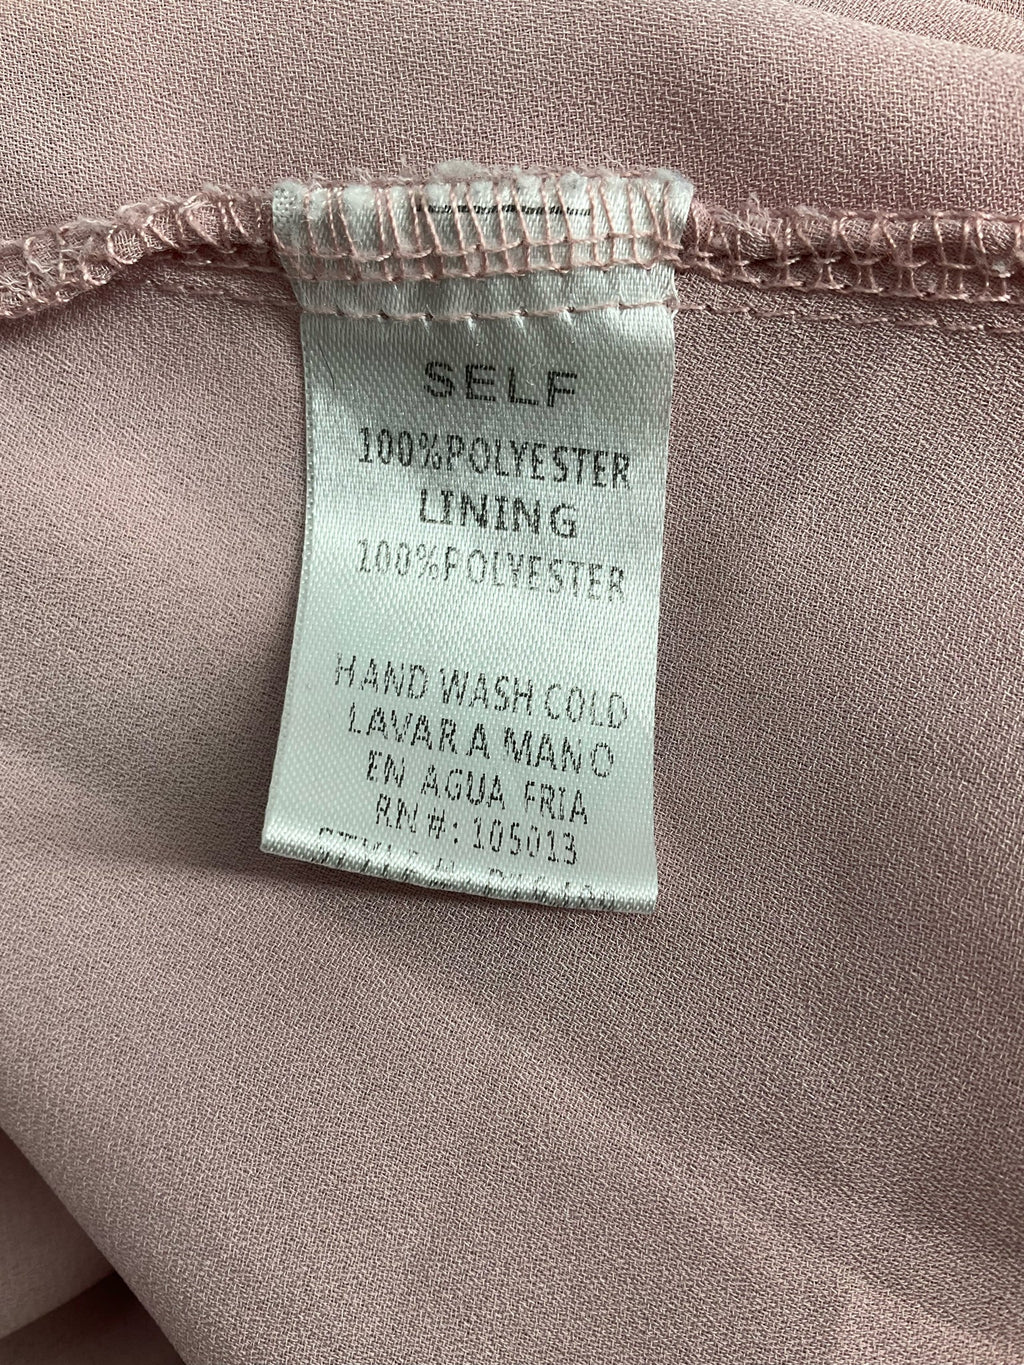 SELF
100%POLYESTER
LINING
100%POLYESTER
HAND WASH COLD
LAVAR A MANO
EN AGUA FRIA
RN #: 105013